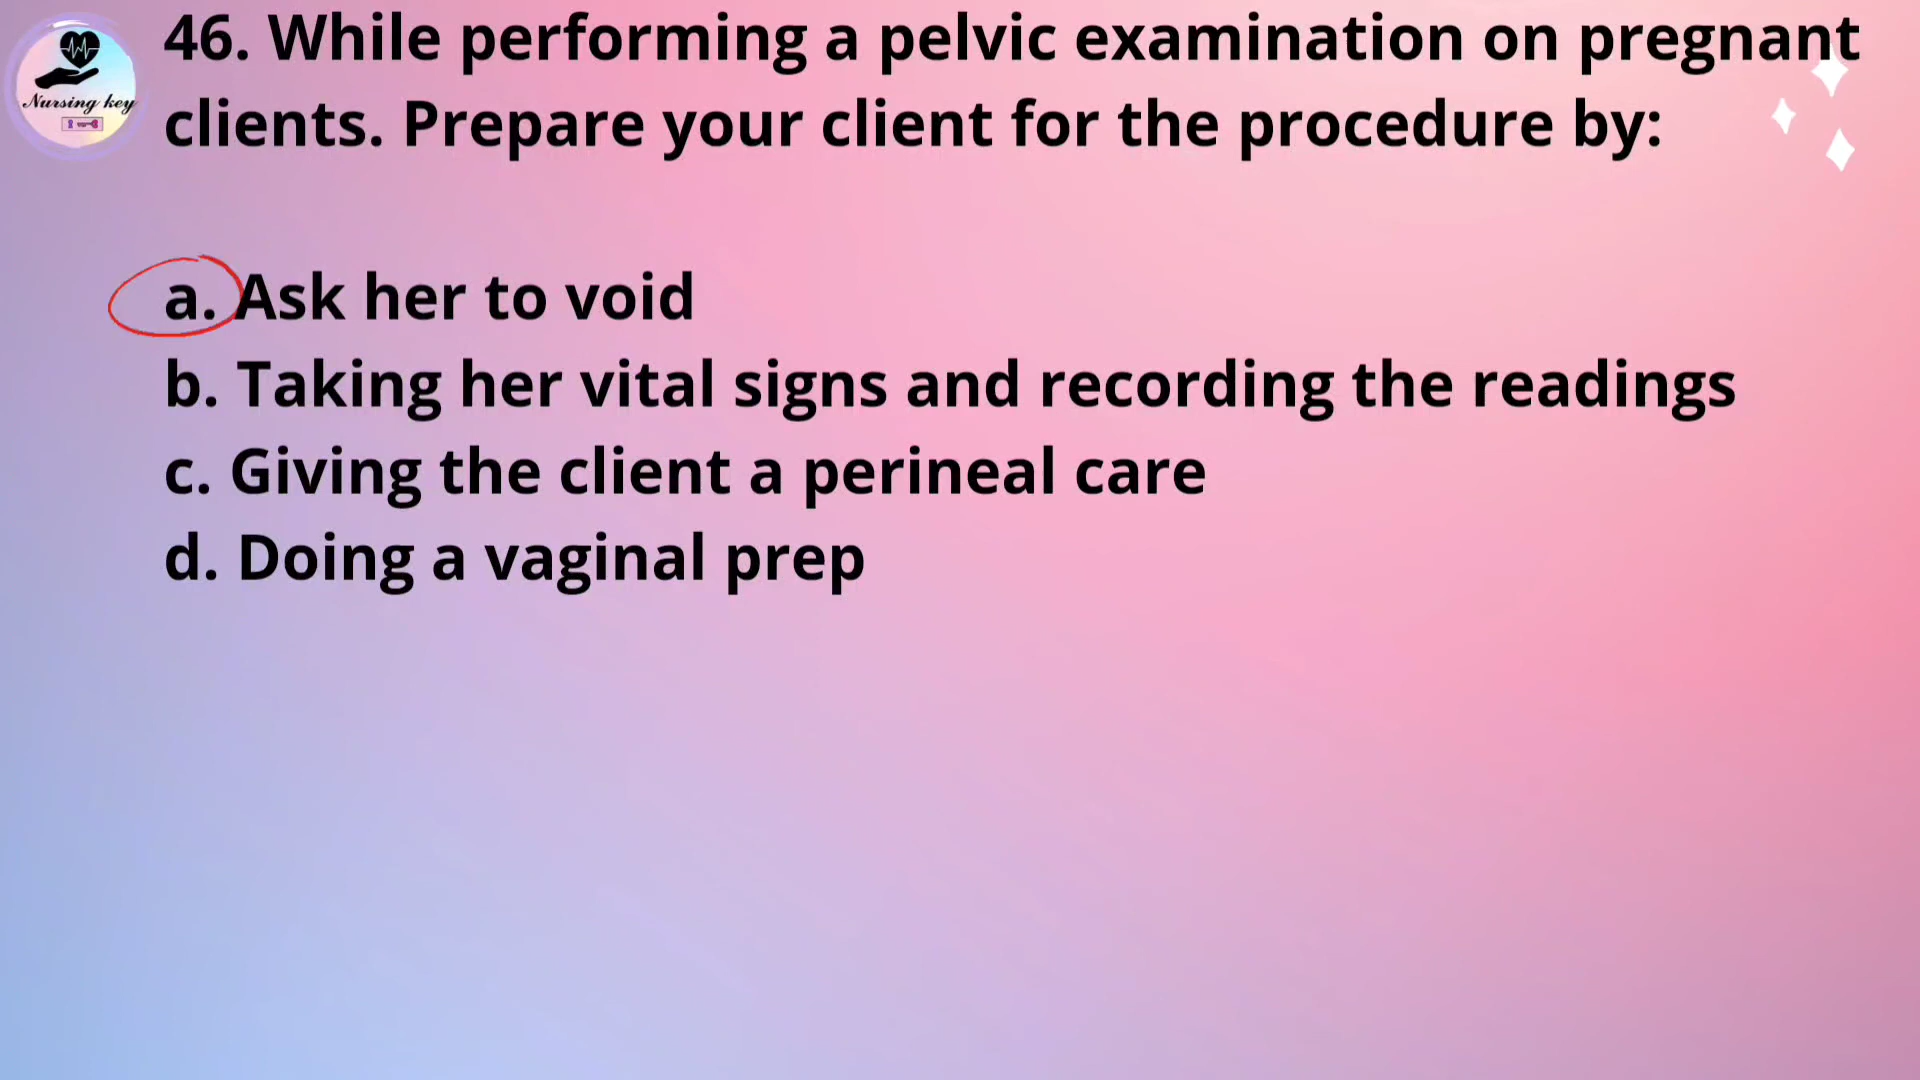 46. While performing a pelvic examination on pregnant
clients. Prepare your client for the procedure by:
Nursing key
a. Ask her to void
b. Taking her vital signs and recording the readings
c. Giving the client a perineal care
d. Doing a vaginal prep